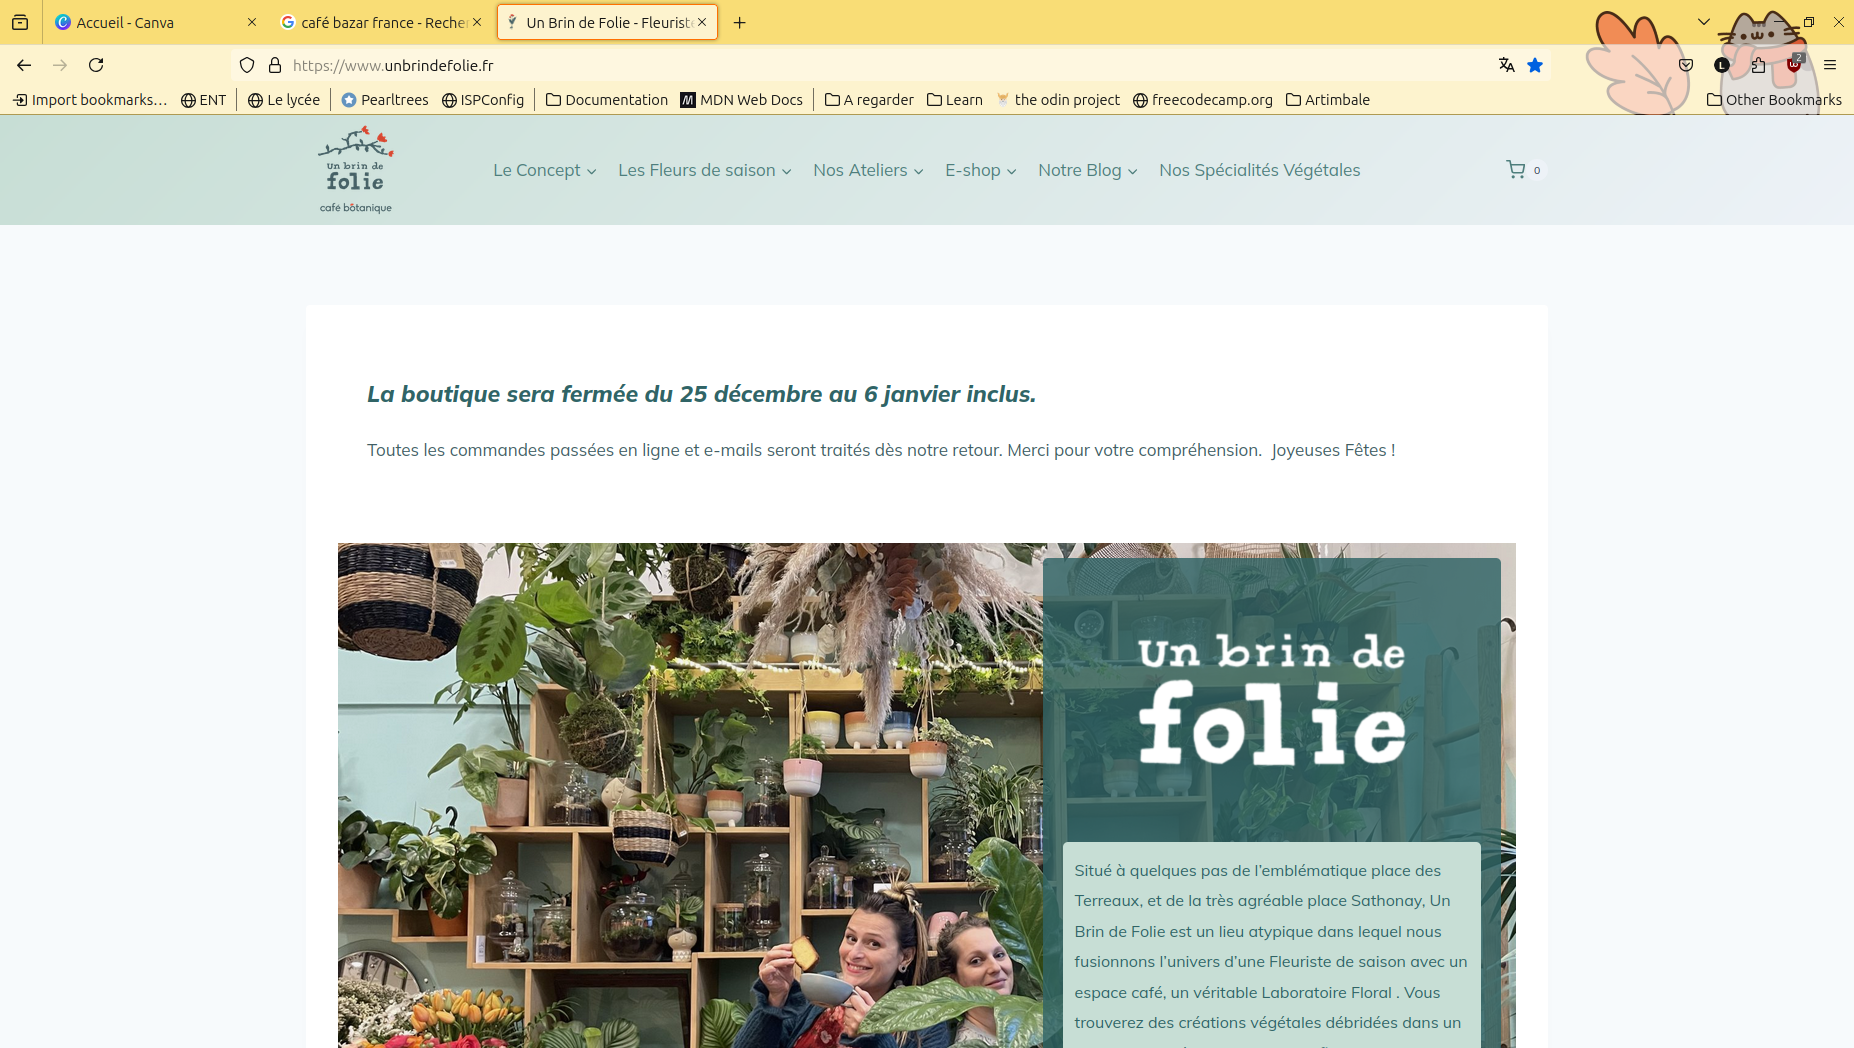 Accueil - Canva
café bazar france - Reche
Un Brin de Folie - Fleuriste
https://www.unbrindefolie.fr
L
2
Import bookmarks... ENT Le lycée Pearltrees ISPConfig Documentation MDN Web Docs A regarder Learn the odin project freecodecamp.org Artimbale Other Bookmarks
un brin de
folie
café botanique
Le Concept Les Fleurs de saison Nos Ateliers E-shop Notre Blog Nos Spécialités Végétales 0
La boutique sera fermée du 25 décembre au 6 janvier inclus.
Toutes les commandes passées en ligne et e-mails seront traités dès notre retour. Merci pour votre compréhension.  Joyeuses Fêtes !
un brin de
folie
Situé à quelques pas de l’emblématique place des
Terreaux, et de la très agréable place Sathonay, Un
Brin de Folie est un lieu atypique dans lequel nous
fusionnons l’univers d’une Fleuriste de saison avec un
espace café, un véritable Laboratoire Floral . Vous
trouverez des créations végétales débridées dans un